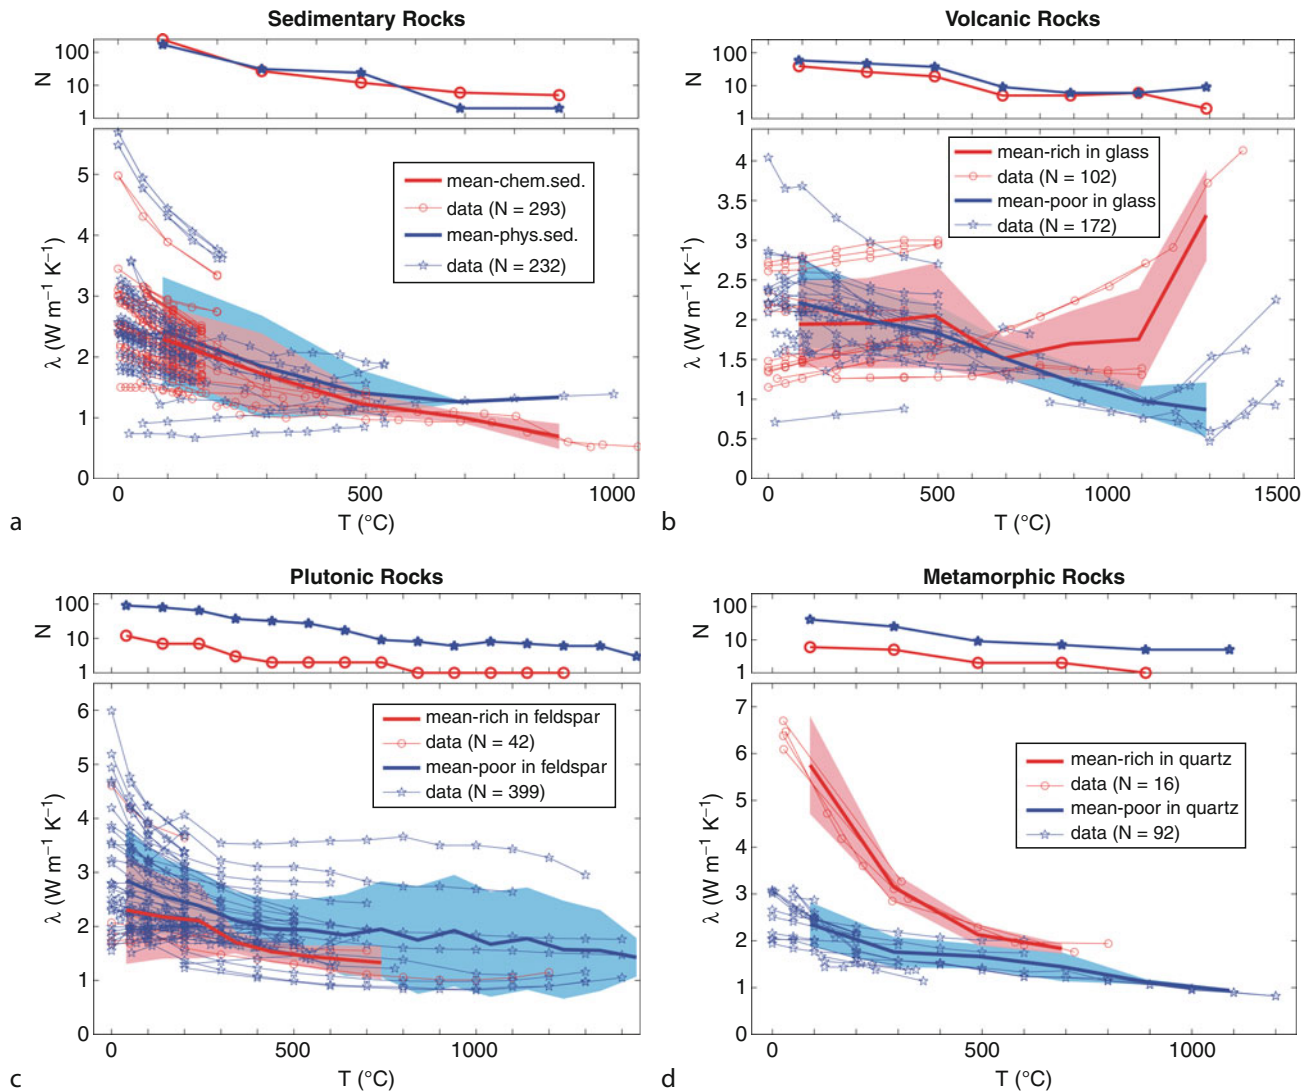 Sedimentary Rocks
N
100
10
1
λ (W m⁻¹ K⁻¹)
5
4
3
2
1
0
mean-chem.sed.
data (N = 293)
mean-phys.sed.
data (N = 232)
0 500 1000
T (°C)
a
Volcanic Rocks
N
100
10
1
λ (W m⁻¹ K⁻¹)
4
3.5
3
2.5
2
1.5
1
0.5
0
mean-rich in glass
data (N = 102)
mean-poor in glass
data (N = 172)
0 500 1000 1500
T (°C)
b
Plutonic Rocks
N
100
10
1
λ (W m⁻¹ K⁻¹)
6
5
4
3
2
1
0
mean-rich in feldspar
data (N = 42)
mean-poor in feldspar
data (N = 399)
0 500 1000
T (°C)
c
Metamorphic Rocks
N
100
10
1
λ (W m⁻¹ K⁻¹)
7
6
5
4
3
2
1
0
mean-rich in quartz
data (N = 16)
mean-poor in quartz
data (N = 92)
0 500 1000
T (°C)
d